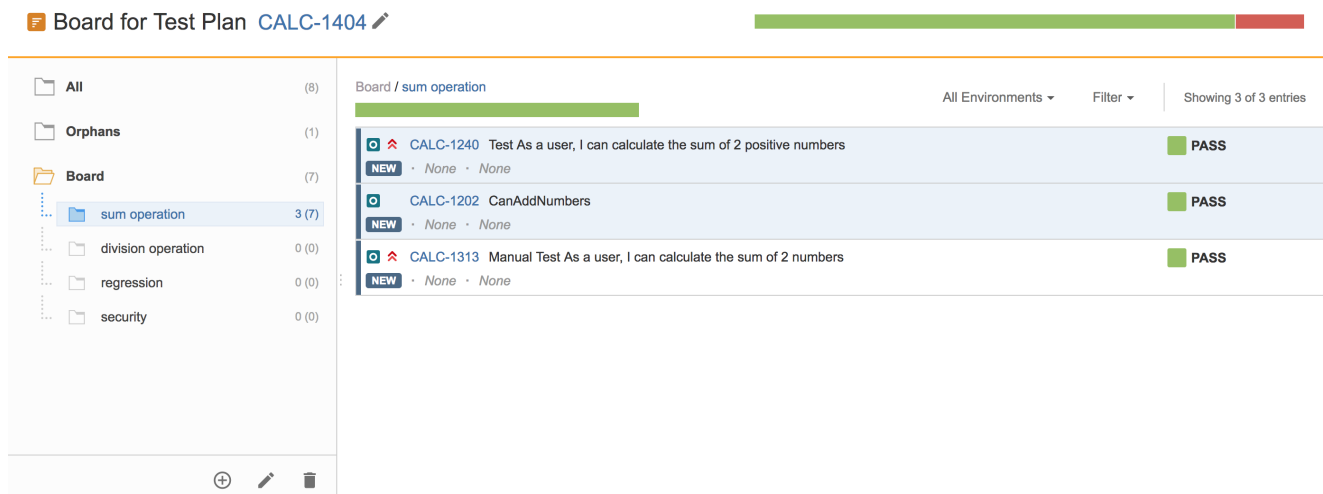 Board for Test Plan CALC-1404
All (8)
Orphans (1)
Board (7)
sum operation 3 (7)
division operation 0 (0)
regression 0 (0)
security 0 (0)
Board / sum operation
All Environments Filter Showing 3 of 3 entries
CALC-1240 Test As a user, I can calculate the sum of 2 positive numbers PASS
NEW · None · None
CALC-1202 CanAddNumbers PASS
NEW · None · None
CALC-1313 Manual Test As a user, I can calculate the sum of 2 numbers PASS
NEW · None · None